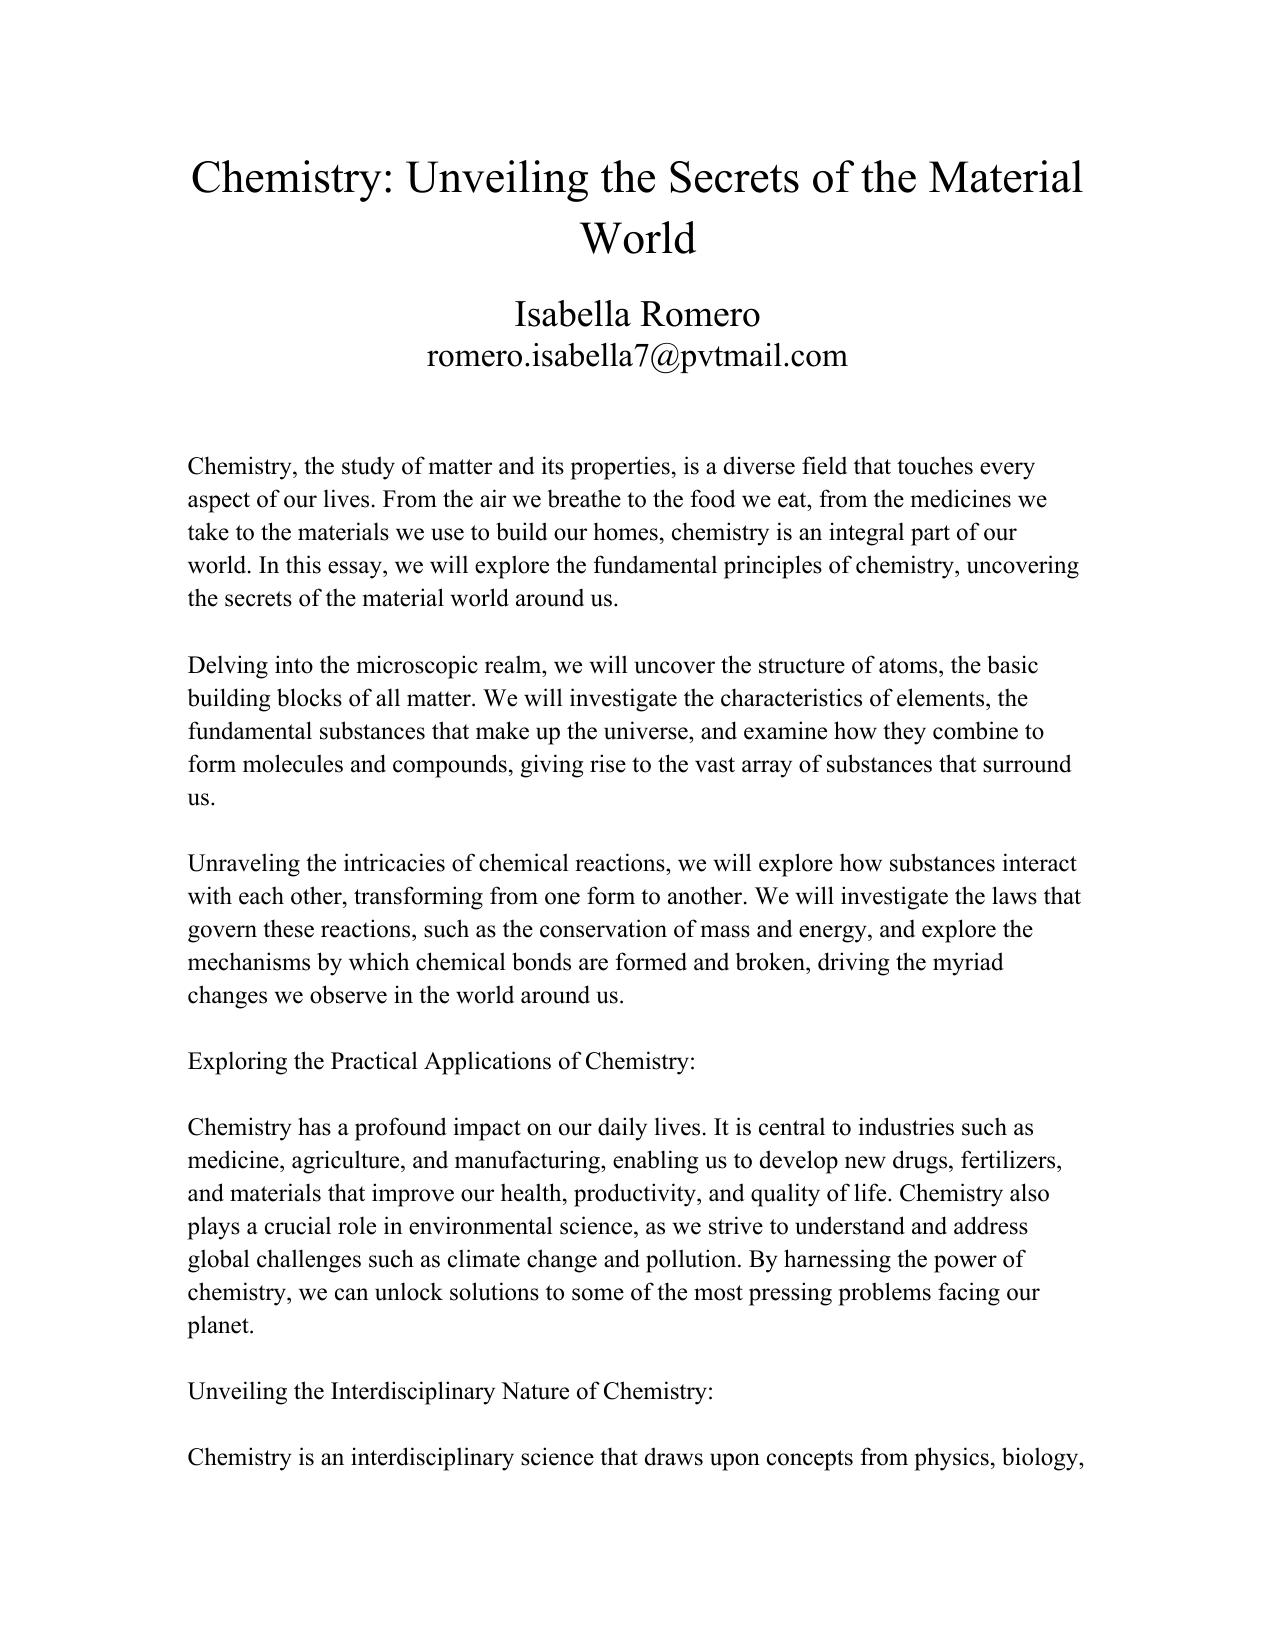 Chemistry: Unveiling the Secrets of the Material
World
Isabella Romero
romero.isabella7@pvtmail.com
Chemistry, the study of matter and its properties, is a diverse field that touches every
aspect of our lives. From the air we breathe to the food we eat, from the medicines we
take to the materials we use to build our homes, chemistry is an integral part of our
world. In this essay, we will explore the fundamental principles of chemistry, uncovering
the secrets of the material world around us.
Delving into the microscopic realm, we will uncover the structure of atoms, the basic
building blocks of all matter. We will investigate the characteristics of elements, the
fundamental substances that make up the universe, and examine how they combine to
form molecules and compounds, giving rise to the vast array of substances that surround
us.
Unraveling the intricacies of chemical reactions, we will explore how substances interact
with each other, transforming from one form to another. We will investigate the laws that
govern these reactions, such as the conservation of mass and energy, and explore the
mechanisms by which chemical bonds are formed and broken, driving the myriad
changes we observe in the world around us.
Exploring the Practical Applications of Chemistry:
Chemistry has a profound impact on our daily lives. It is central to industries such as
medicine, agriculture, and manufacturing, enabling us to develop new drugs, fertilizers,
and materials that improve our health, productivity, and quality of life. Chemistry also
plays a crucial role in environmental science, as we strive to understand and address
global challenges such as climate change and pollution. By harnessing the power of
chemistry, we can unlock solutions to some of the most pressing problems facing our
planet.
Unveiling the Interdisciplinary Nature of Chemistry:
Chemistry is an interdisciplinary science that draws upon concepts from physics, biology,